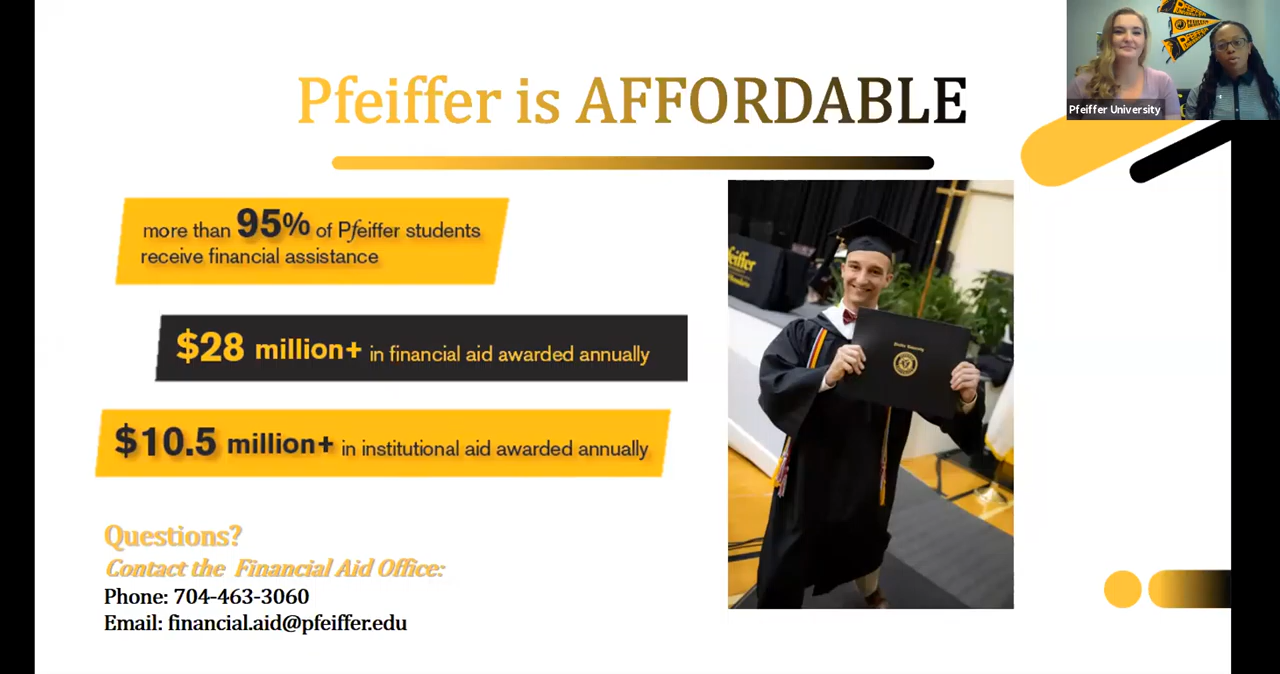 Pfeiffer is AFFORDABLE
Pfeiffer University
more than 95% of Pfeiffer students
receive financial assistance
$28 million+ in financial aid awarded annually
$10.5 million+ in institutional aid awarded annually
Questions?
Contact the Financial Aid Office:
Phone: 704-463-3060
Email: financial.aid@pfeiffer.edu